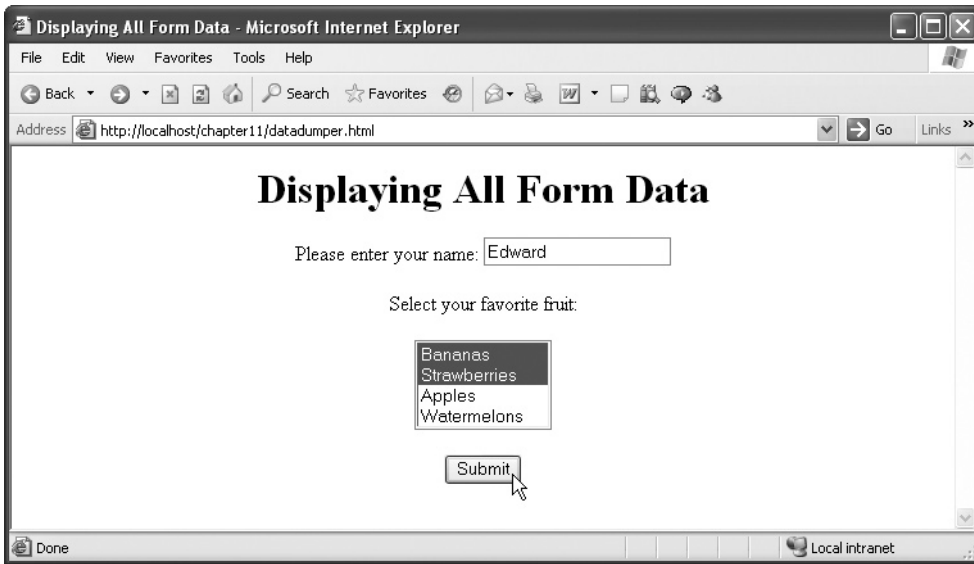 Displaying All Form Data - Microsoft Internet Explorer
File Edit View Favorites Tools Help
Back Search Favorites
Address http://localhost/chapter11/datadumper.html Go Links »
Displaying All Form Data
Please enter your name: Edward
Select your favorite fruit:
Bananas
Strawberries
Apples
Watermelons
Submit
Done Local intranet